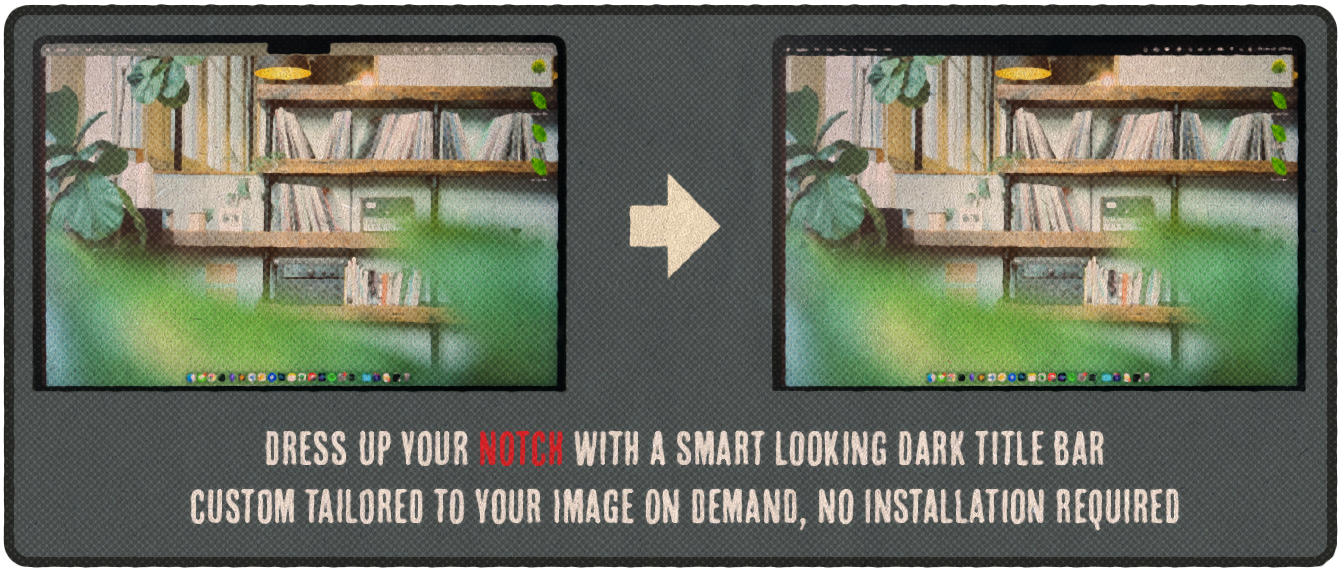 DRESS UP YOUR NOTCH WITH A SMART LOOKING DARK TITLE BAR
CUSTOM TAILORED TO YOUR IMAGE ON DEMAND, NO INSTALLATION REQUIRED